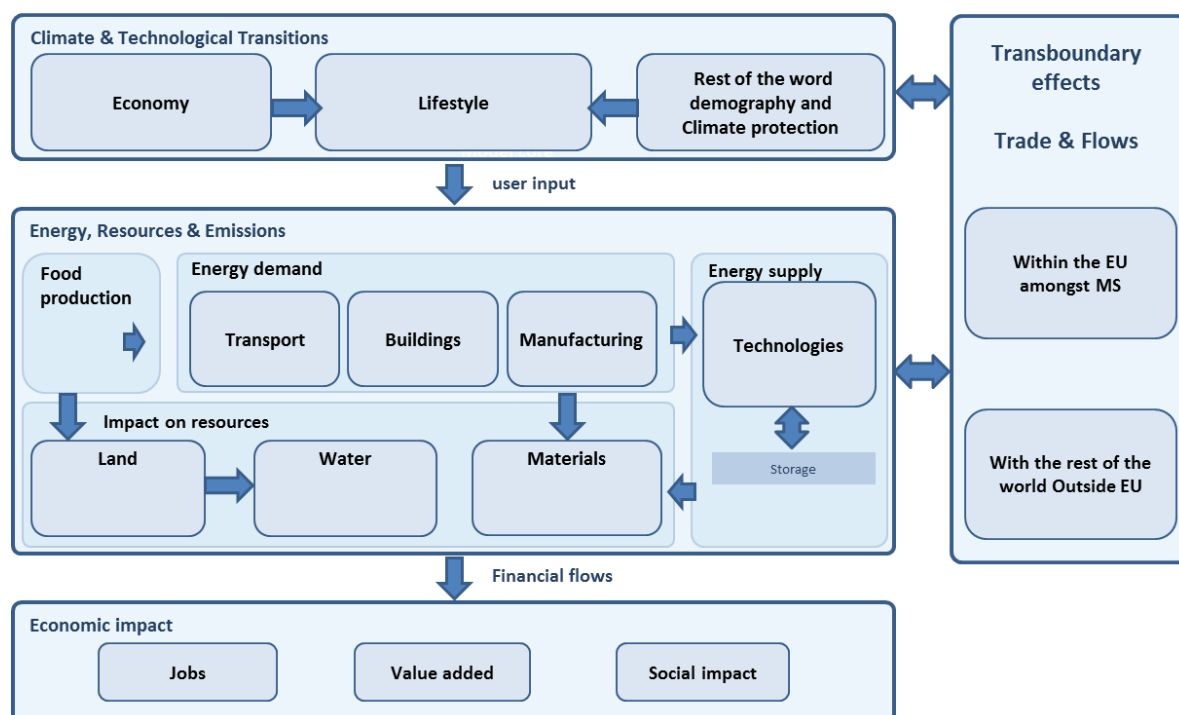 Climate & Technological Transitions
Economy
Lifestyle
Rest of the word
demography and
Climate protection
user input
Energy, Resources & Emissions
Food
production
Energy demand
Transport
Buildings
Manufacturing
Energy supply
Technologies
Storage
Impact on resources
Land
Water
Materials
Financial flows
Economic impact
Jobs
Value added
Social impact
Transboundary
effects
Trade & Flows
Within the EU
amongst MS
With the rest of the
world Outside EU